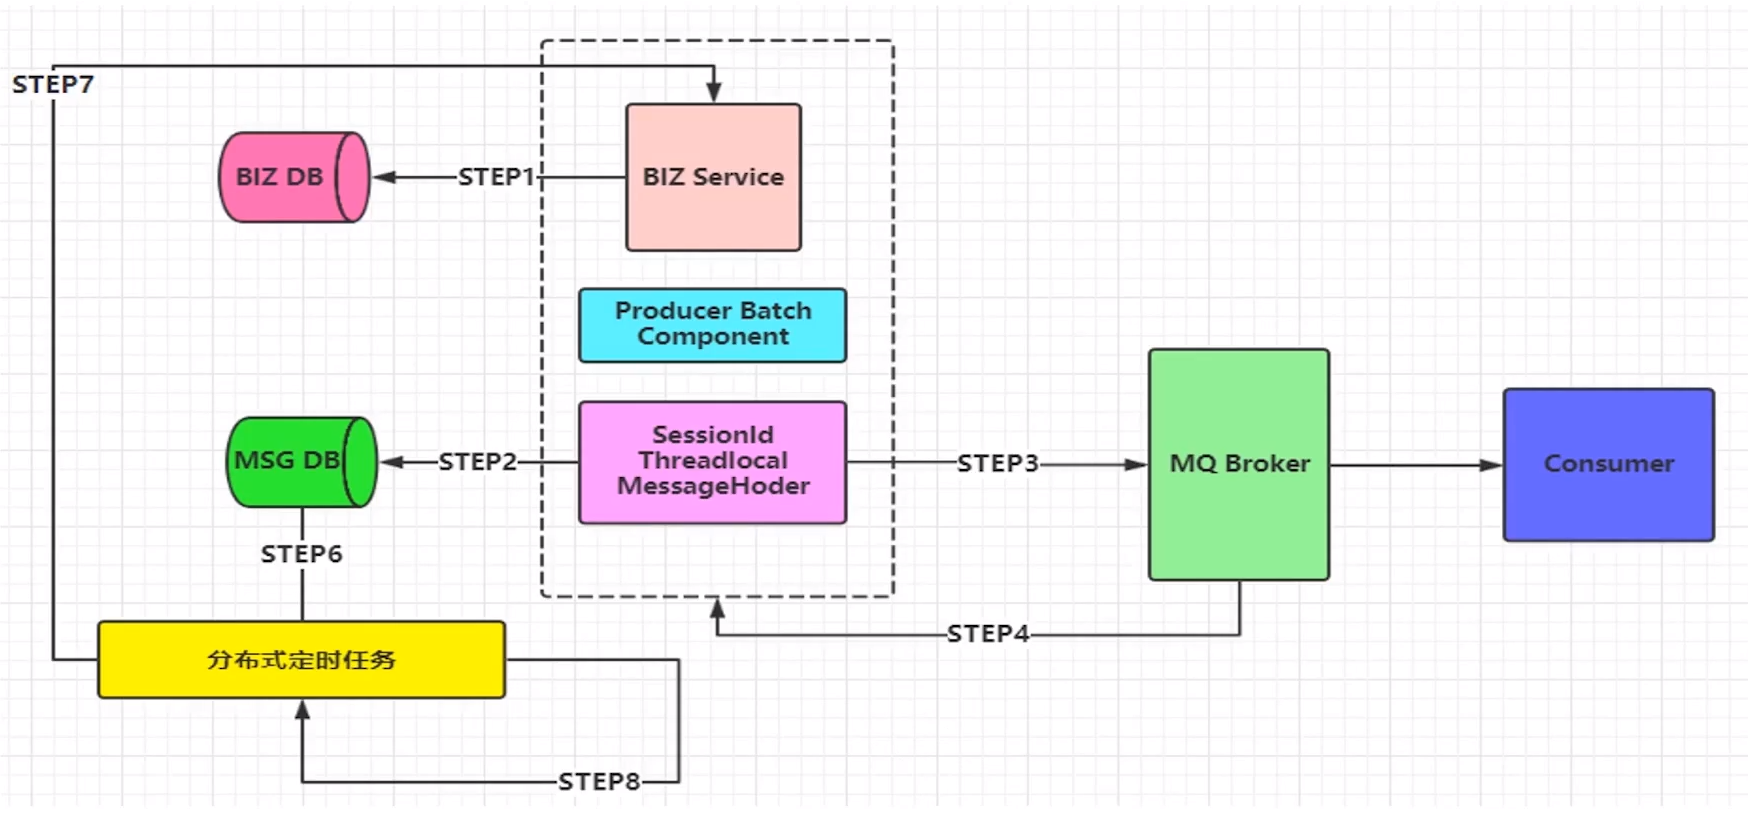 STEP7
BIZ DB
STEP1
BIZ Service
Producer Batch
Component
MSG DB
STEP2
SessionId
Threadlocal
MessageHoder
STEP3
MQ Broker
Consumer
STEP6
STEP4
分布式定时任务
STEP8